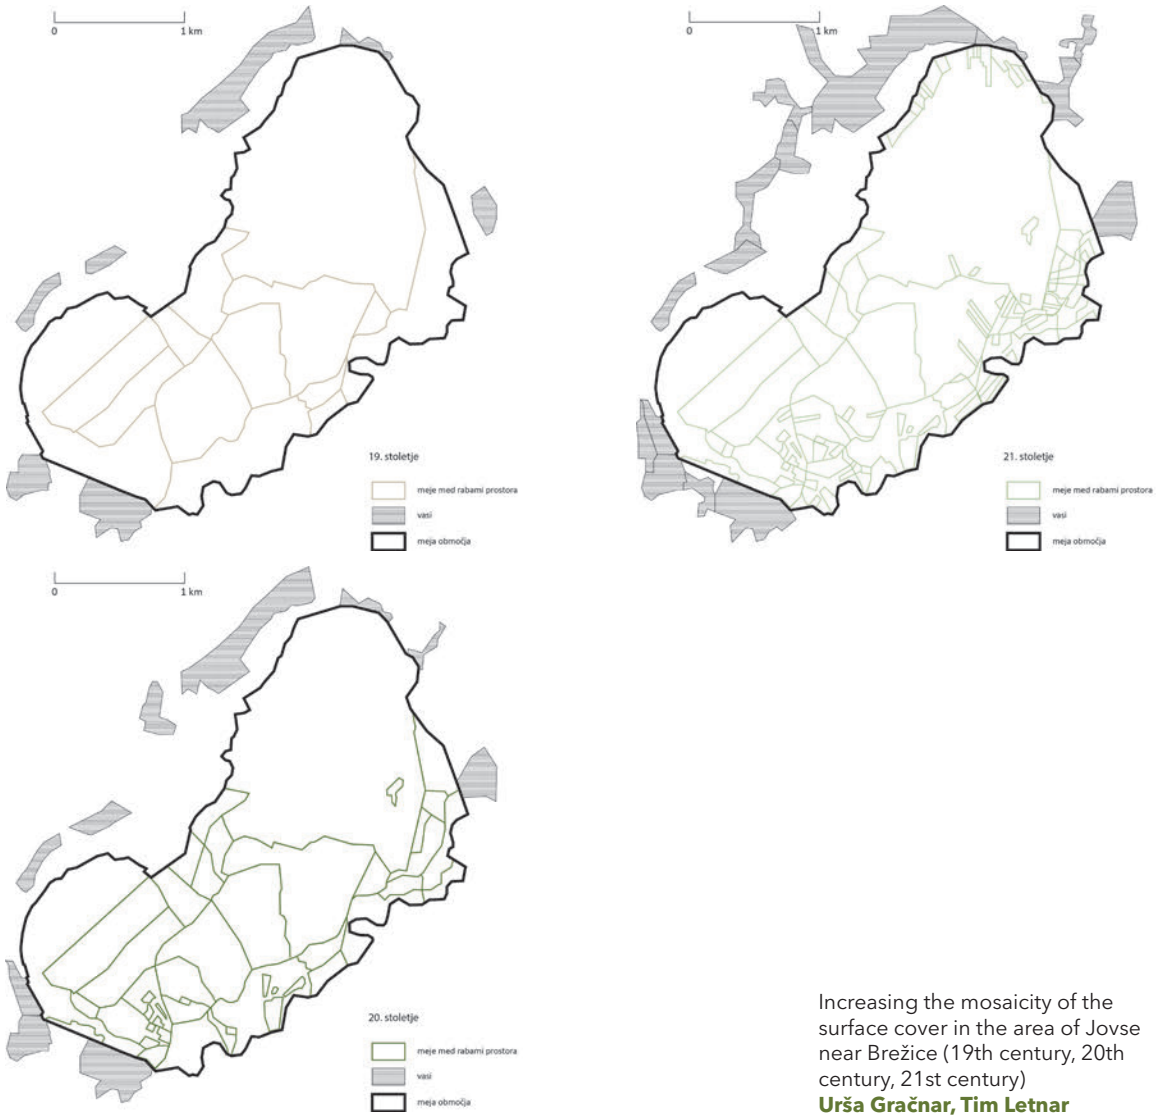 0 1 km
19. stoletje
meje med rabami prostora
vasi
meja območja
0 1 km
21. stoletje
meje med rabami prostora
vasi
meja območja
0 1 km
20. stoletje
meje med rabami prostora
vasi
meja območja
Increasing the mosaicity of the
surface cover in the area of Jovse
near Brežice (19th century, 20th
century, 21st century)
Urša Gračnar, Tim Letnar